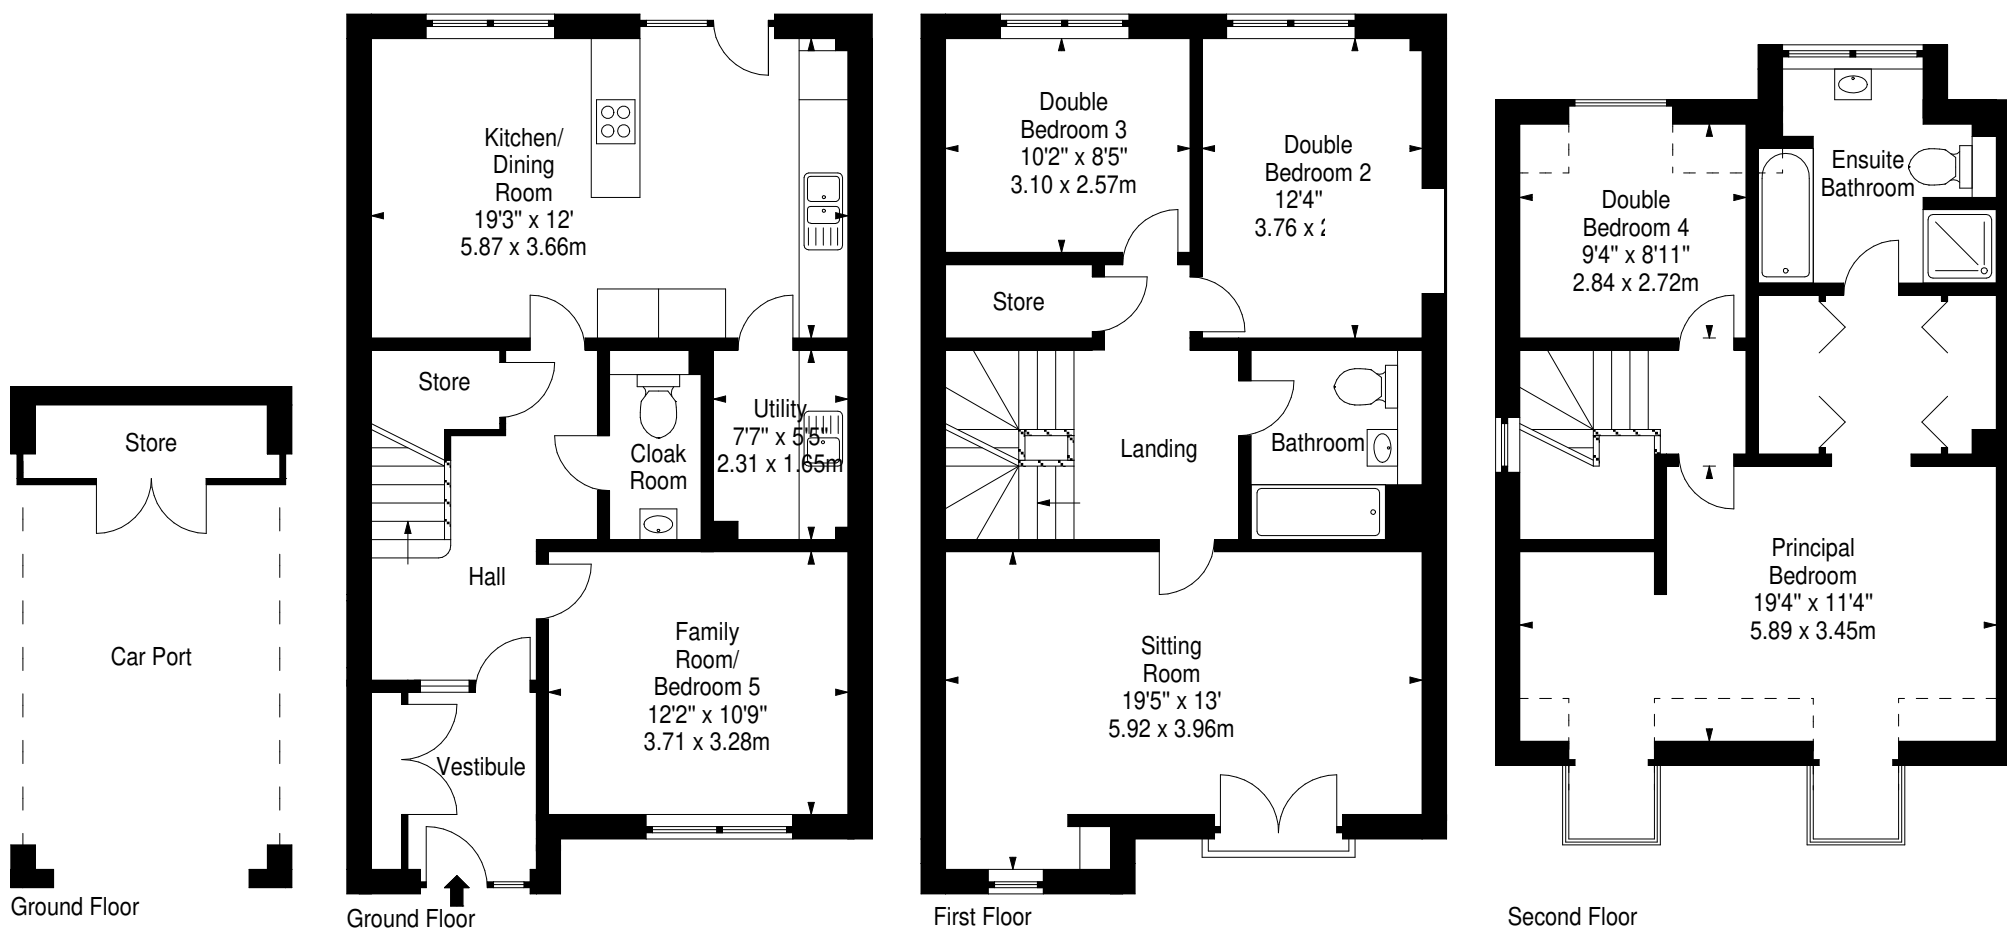 Store
Car Port
Ground Floor
Kitchen/
Dining
Room
19'3" x 12'
5.87 x 3.66m
Store
Cloak
Room
Utility
7'7" x 5'5"
2.31 x 1.65m
Hall
Family
Room/
Bedroom 5
12'2" x 10'9"
3.71 x 3.28m
Vestibule
Ground Floor
Double
Bedroom 3
10'2" x 8'5"
3.10 x 2.57m
Double
Bedroom 2
12'4"
3.76 x
Store
Landing
Bathroom
Sitting
Room
19'5" x 13'
5.92 x 3.96m
First Floor
Ensuite
Bathroom
Double
Bedroom 4
9'4" x 8'11"
2.84 x 2.72m
Principal
Bedroom
19'4" x 11'4"
5.89 x 3.45m
Second Floor